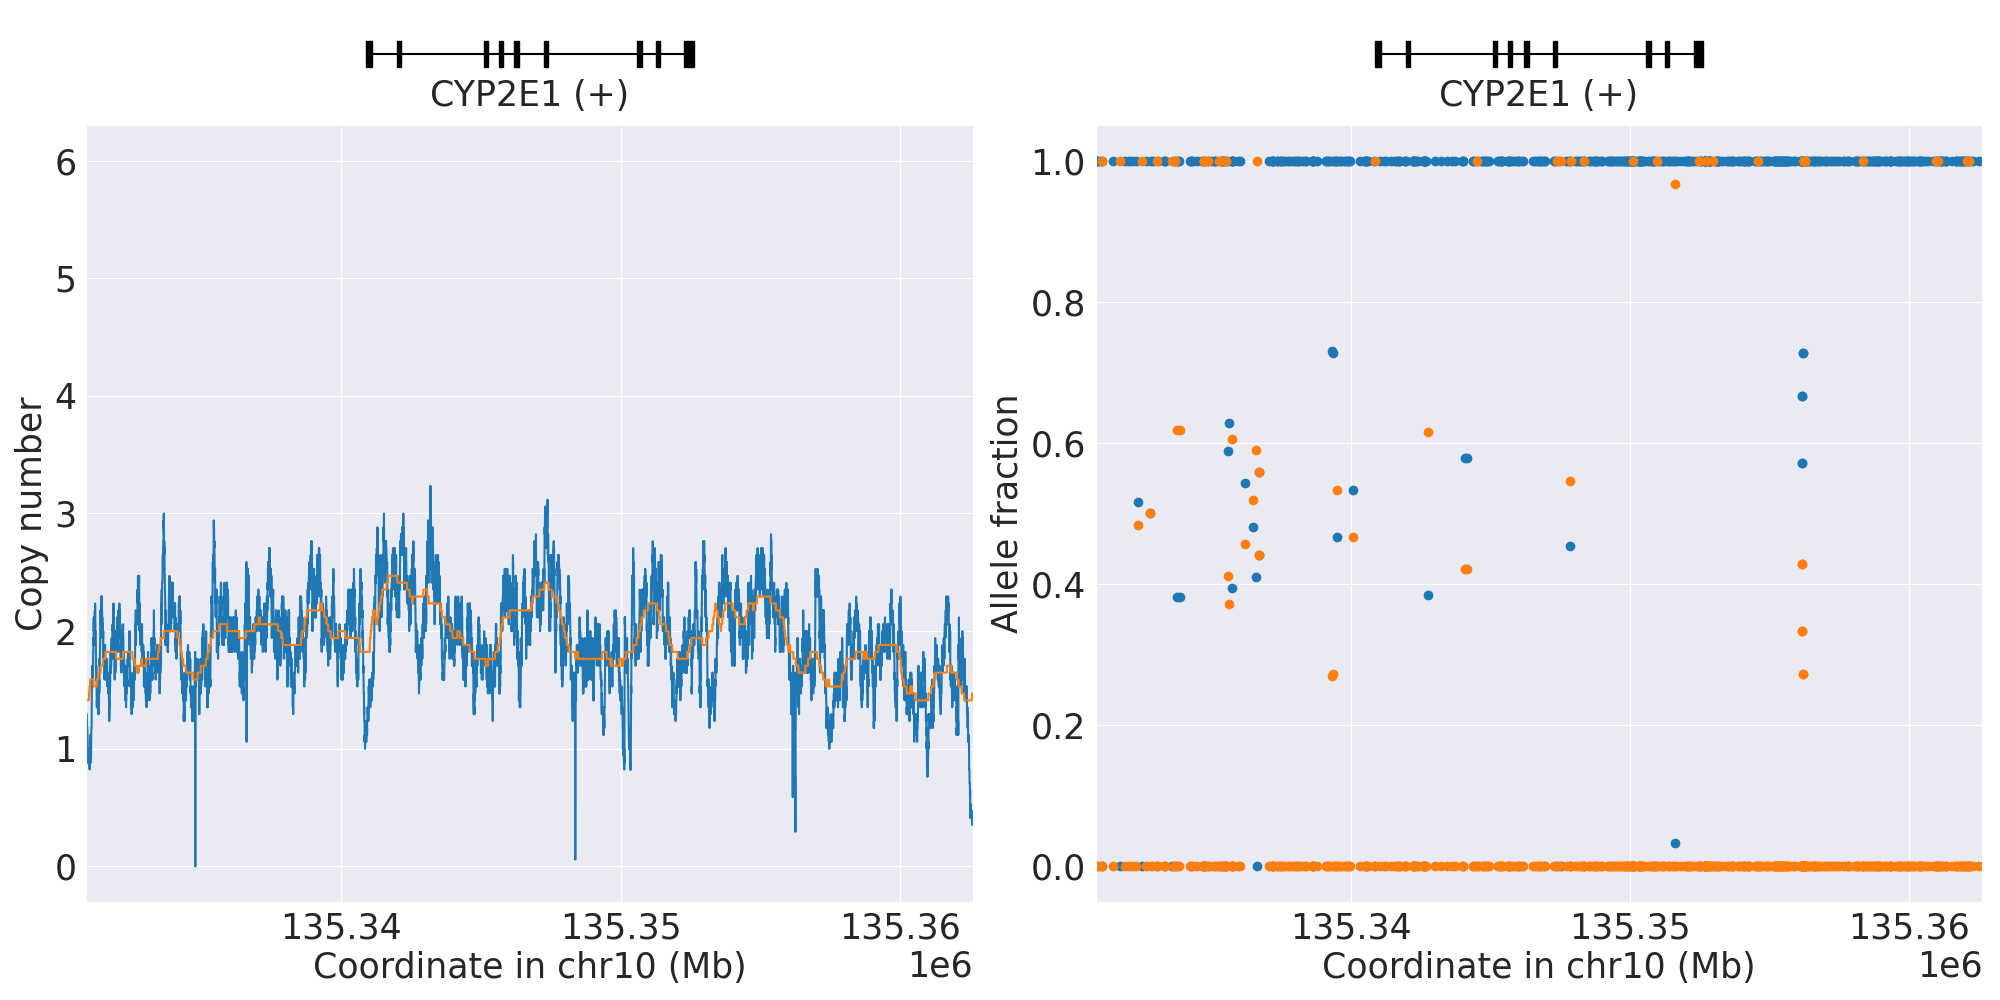 CYP2E1 (+)
6
5
4
3
2
1
0
Copy number
135.34
135.35
135.36
Coordinate in chr10 (Mb)
1e6
CYP2E1 (+)
1.0
0.8
0.6
0.4
0.2
0.0
Allele fraction
135.34
135.35
135.36
Coordinate in chr10 (Mb)
1e6